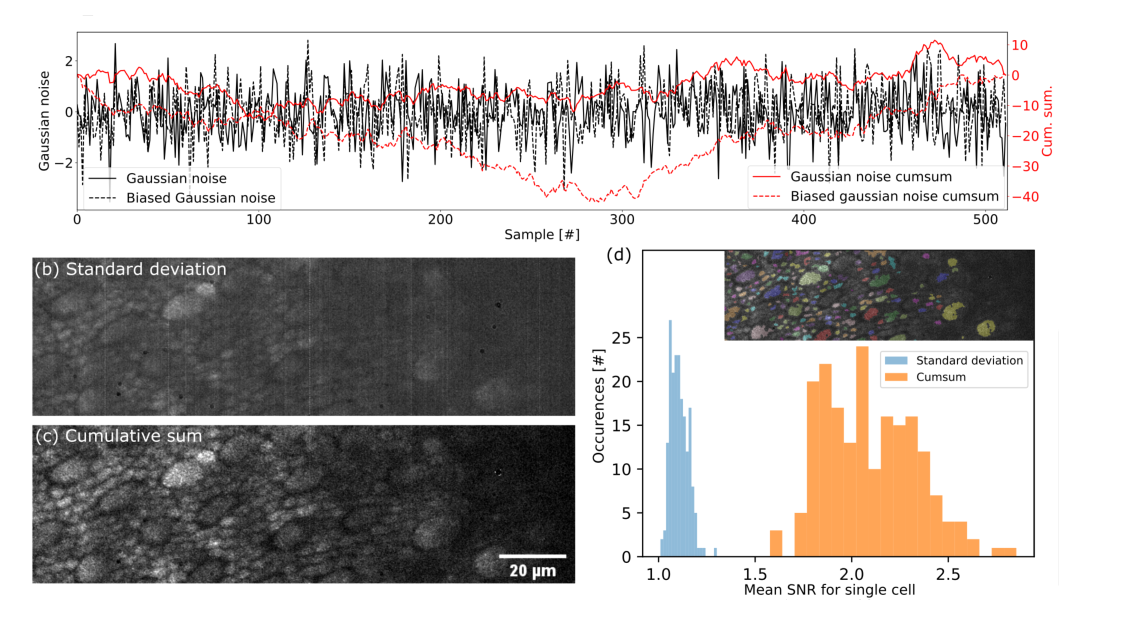 2
0
−2
Gaussian noise
10
0
−10
−20
−30
−40
Cum. sum.
Gaussian noise
Biased Gaussian noise
Gaussian noise cumsum
Biased gaussian noise cumsum
0 100 200 300 400 500
Sample [#]
(b) Standard deviation
(c) Cumulative sum
20 µm
(d)
25
20
15
10
5
0
Occurences [#]
Standard deviation
Cumsum
1.0 1.5 2.0 2.5
Mean SNR for single cell